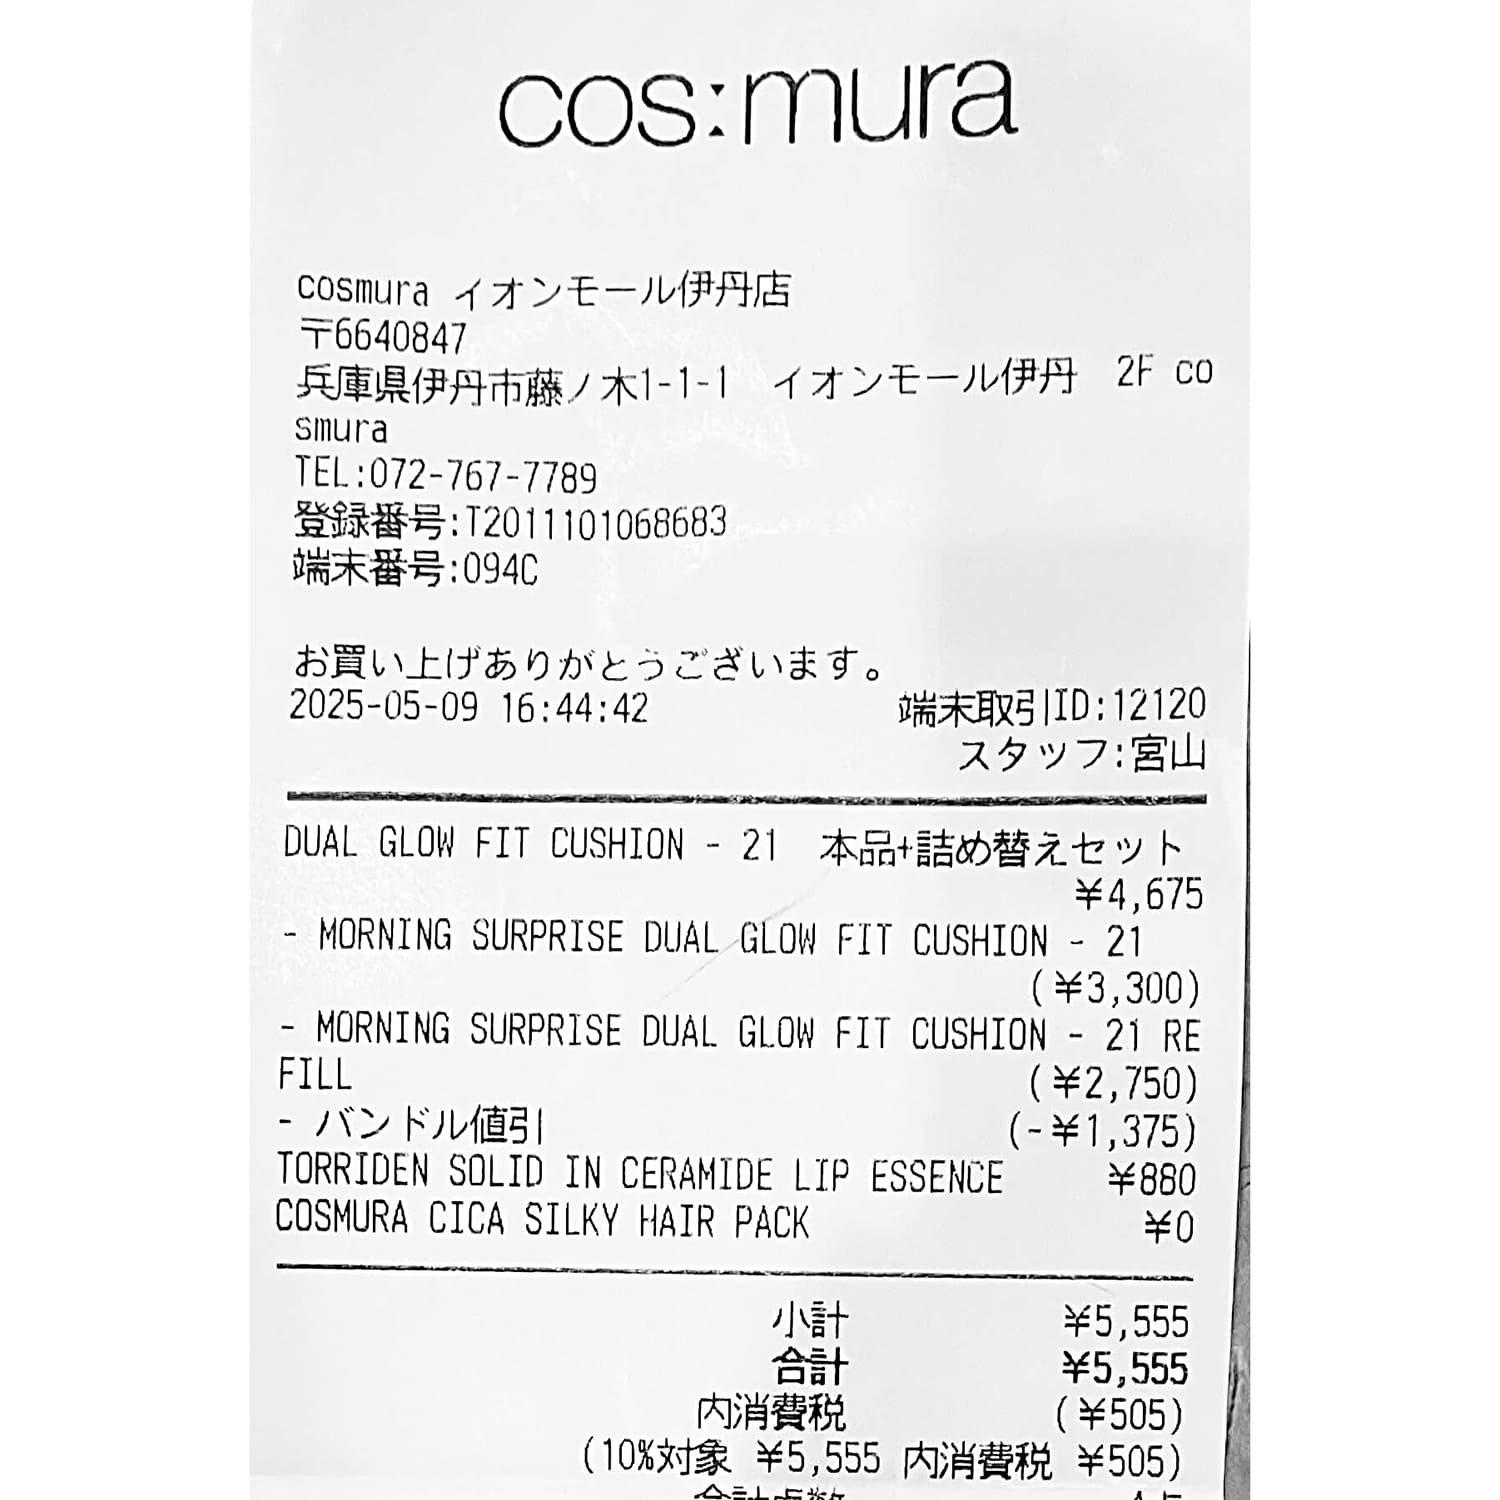 cos:mura
cosmura イオンモール伊丹店
〒6640847
兵庫県伊丹市藤ノ木1-1-1 イオンモール伊丹 2F co
smura
TEL:072-767-7789
登録番号:T2011101068683
端末番号:094C
お買い上げありがとうございます。
2025-05-09 16:44:42 端末取引ID:12120
スタッフ:宮山
DUAL GLOW FIT CUSHION - 21 本品+詰め替えセット
¥4,675
- MORNING SURPRISE DUAL GLOW FIT CUSHION - 21
(¥3,300)
- MORNING SURPRISE DUAL GLOW FIT CUSHION - 21 RE
FILL (¥2,750)
- バンドル値引 (-¥1,375)
TORRIDEN SOLID IN CERAMIDE LIP ESSENCE ¥880
COSMURA CICA SILKY HAIR PACK ¥0
小計 ¥5,555
合計 ¥5,555
内消費税 (¥505)
(10%対象 ¥5,555 内消費税 ¥505)